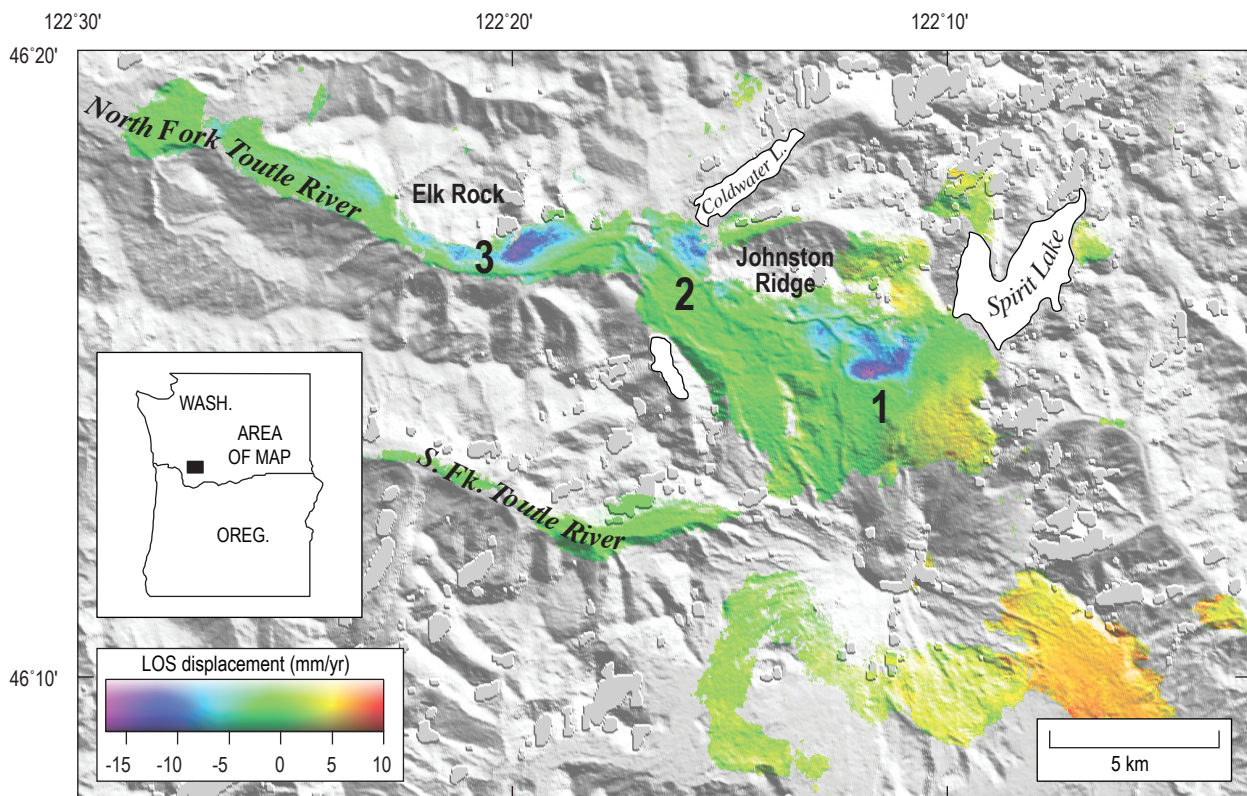 122˚30'
122˚20'
122˚10'
46˚20'
North Fork Toutle River
Elk Rock
Coldwater L.
3
2
Johnston
Ridge
Spirit Lake
1
WASH.
AREA
OF MAP
OREG.
S. Fk. Toutle River
LOS displacement (mm/yr)
-15 -10 -5 0 5 10
46˚10'
5 km